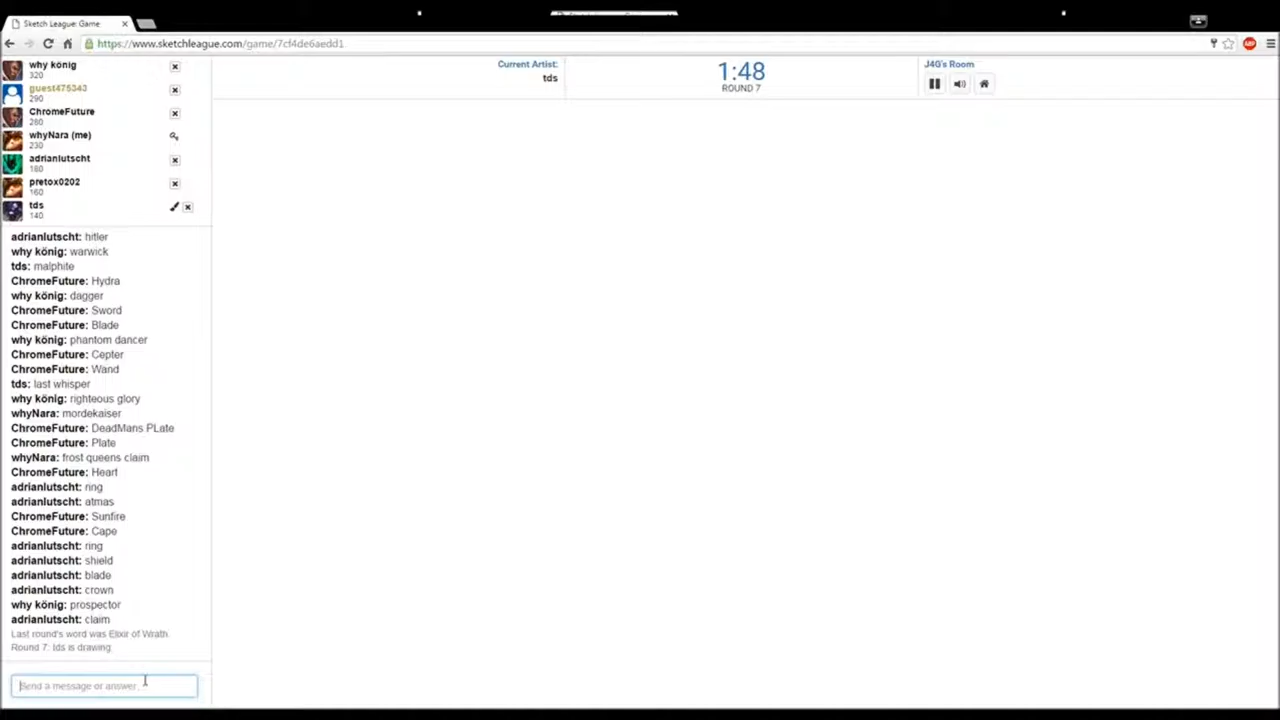 Sketch League: Game
https://www.sketchleague.com/game/7cf4de6aedd1
why könig
320
guest475343
290
ChromeFuture
280
whyNara (me)
230
adrianlutscht
180
pretox0202
160
tds
140
Current Artist:
tds
1:48
ROUND 7
J4G's Room
adrianlutscht: hitler
why könig: warwick
tds: malphite
ChromeFuture: Hydra
why könig: dagger
ChromeFuture: Sword
ChromeFuture: Blade
why könig: phantom dancer
ChromeFuture: Cepter
ChromeFuture: Wand
tds: last whisper
why könig: righteous glory
whyNara: mordekaiser
ChromeFuture: DeadMans PLate
ChromeFuture: Plate
whyNara: frost queens claim
ChromeFuture: Heart
adrianlutscht: ring
adrianlutscht: atmas
ChromeFuture: Sunfire
ChromeFuture: Cape
adrianlutscht: ring
adrianlutscht: shield
adrianlutscht: blade
adrianlutscht: crown
why könig: prospector
adrianlutscht: claim
Last round's word was Elixir of Wrath.
Round 7: tds is drawing.
Send a message or answer...